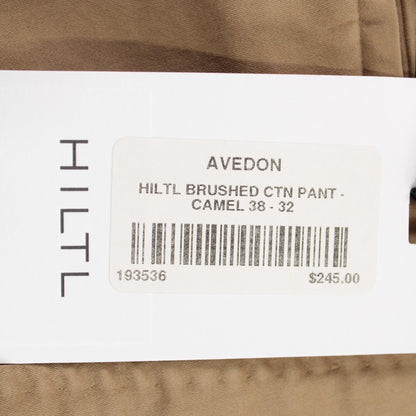 HILTL
AVEDON
HILTL BRUSHED CTN PANT -
CAMEL 38 - 32
193536 $245.00